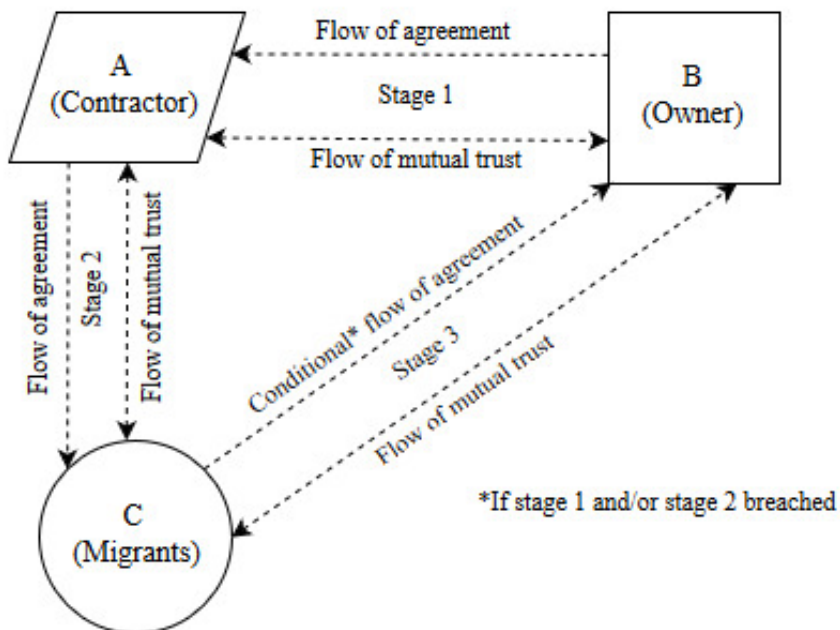 Flow of agreement
A
(Contractor)
B
(Owner)
Stage 1
Flow of mutual trust
Flow of agreement
Stage 2
Flow of mutual trust
Conditional* flow of agreement
Stage 3
Flow of mutual trust
C
(Migrants)
*If stage 1 and/or stage 2 breached